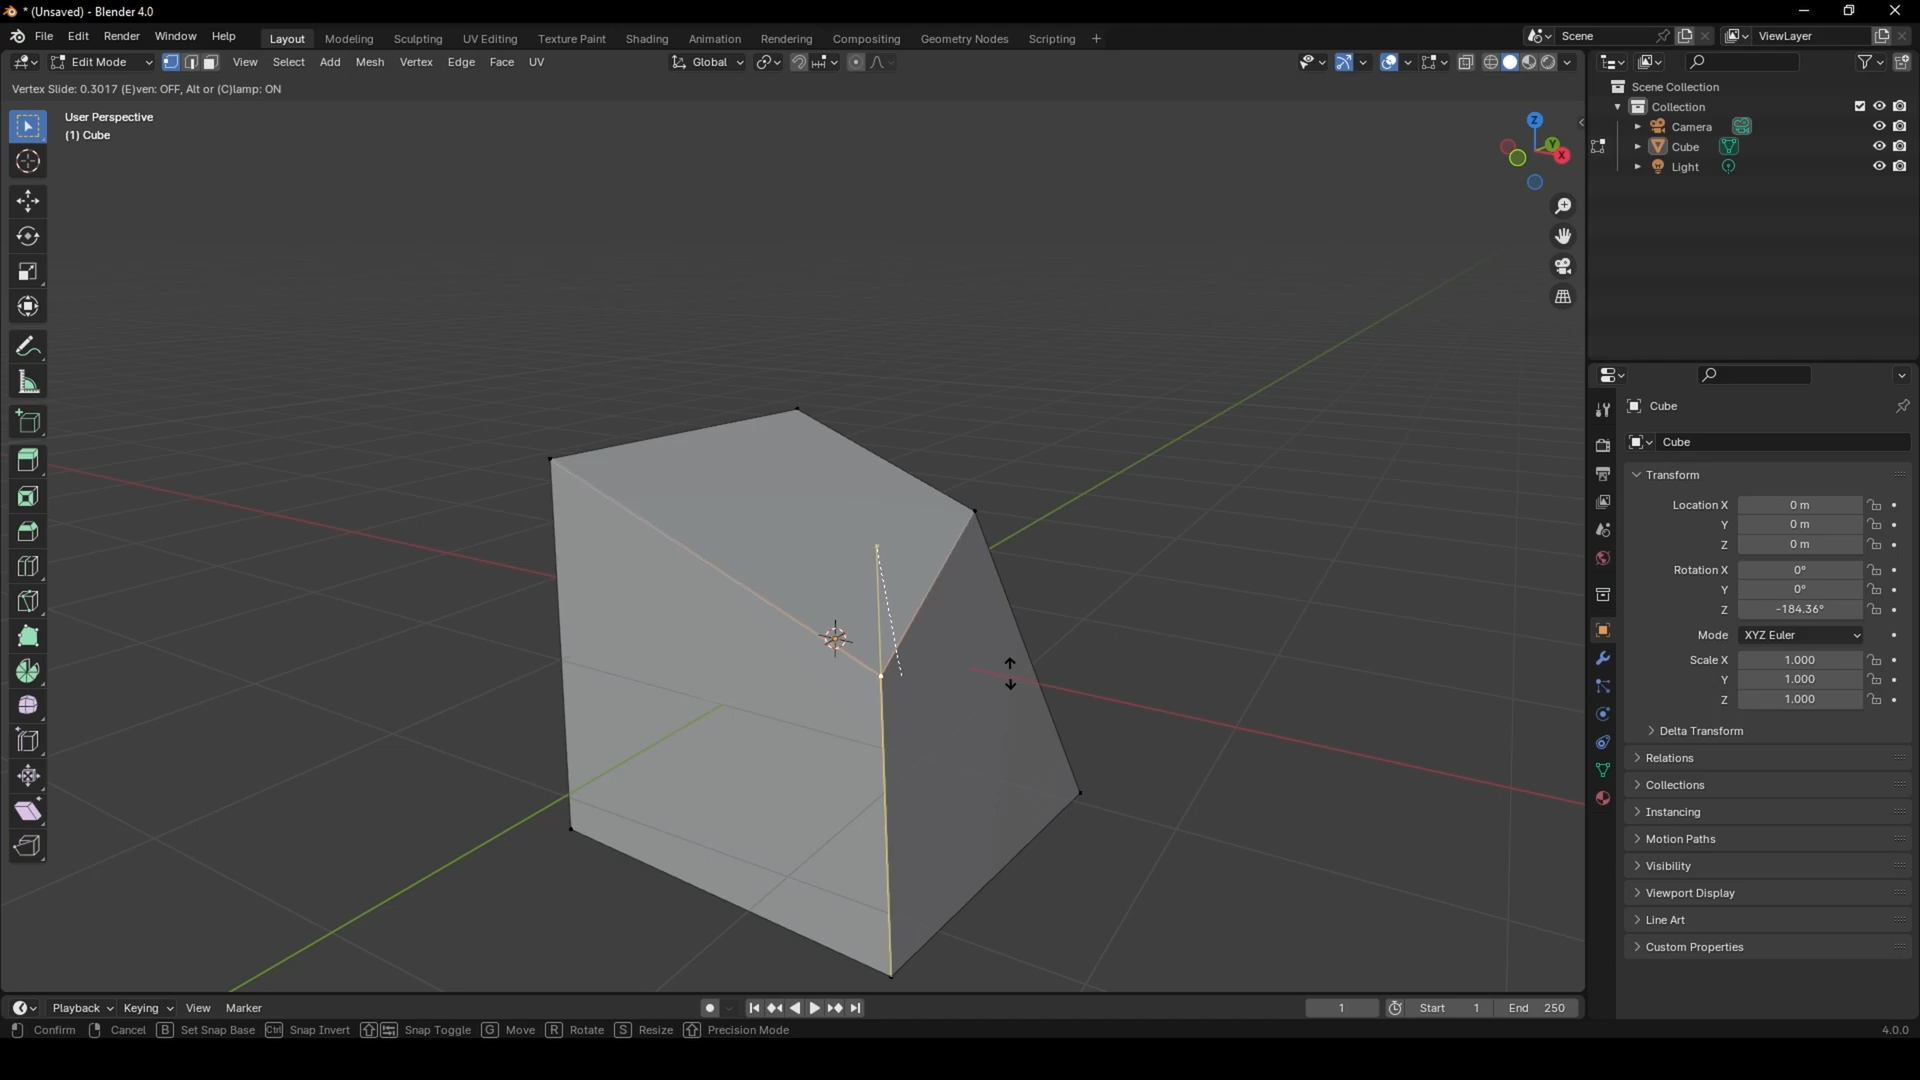 * (Unsaved) - Blender 4.0
File Edit Render Window Help Layout Modeling Sculpting UV Editing Texture Paint Shading Animation Rendering Compositing Geometry Nodes Scripting + Scene ViewLayer
Edit Mode View Select Add Mesh Vertex Edge Face UV Global
Vertex Slide: 0.3017 (E)ven: OFF, Alt or (C)lamp: ON
User Perspective
(1) Cube
Z
Y
X
Scene Collection
Collection
Camera
Cube
Light
Cube
Cube
Transform
Location X 0 m
Y 0 m
Z 0 m
Rotation X 0°
Y 0°
Z -184.36°
Mode XYZ Euler
Scale X 1.000
Y 1.000
Z 1.000
Delta Transform
Relations
Collections
Instancing
Motion Paths
Visibility
Viewport Display
Line Art
Custom Properties
Playback Keying View Marker 1 Start 1 End 250
Confirm Cancel B Set Snap Base Ctrl Snap Invert Snap Toggle G Move R Rotate S Resize Precision Mode 4.0.0